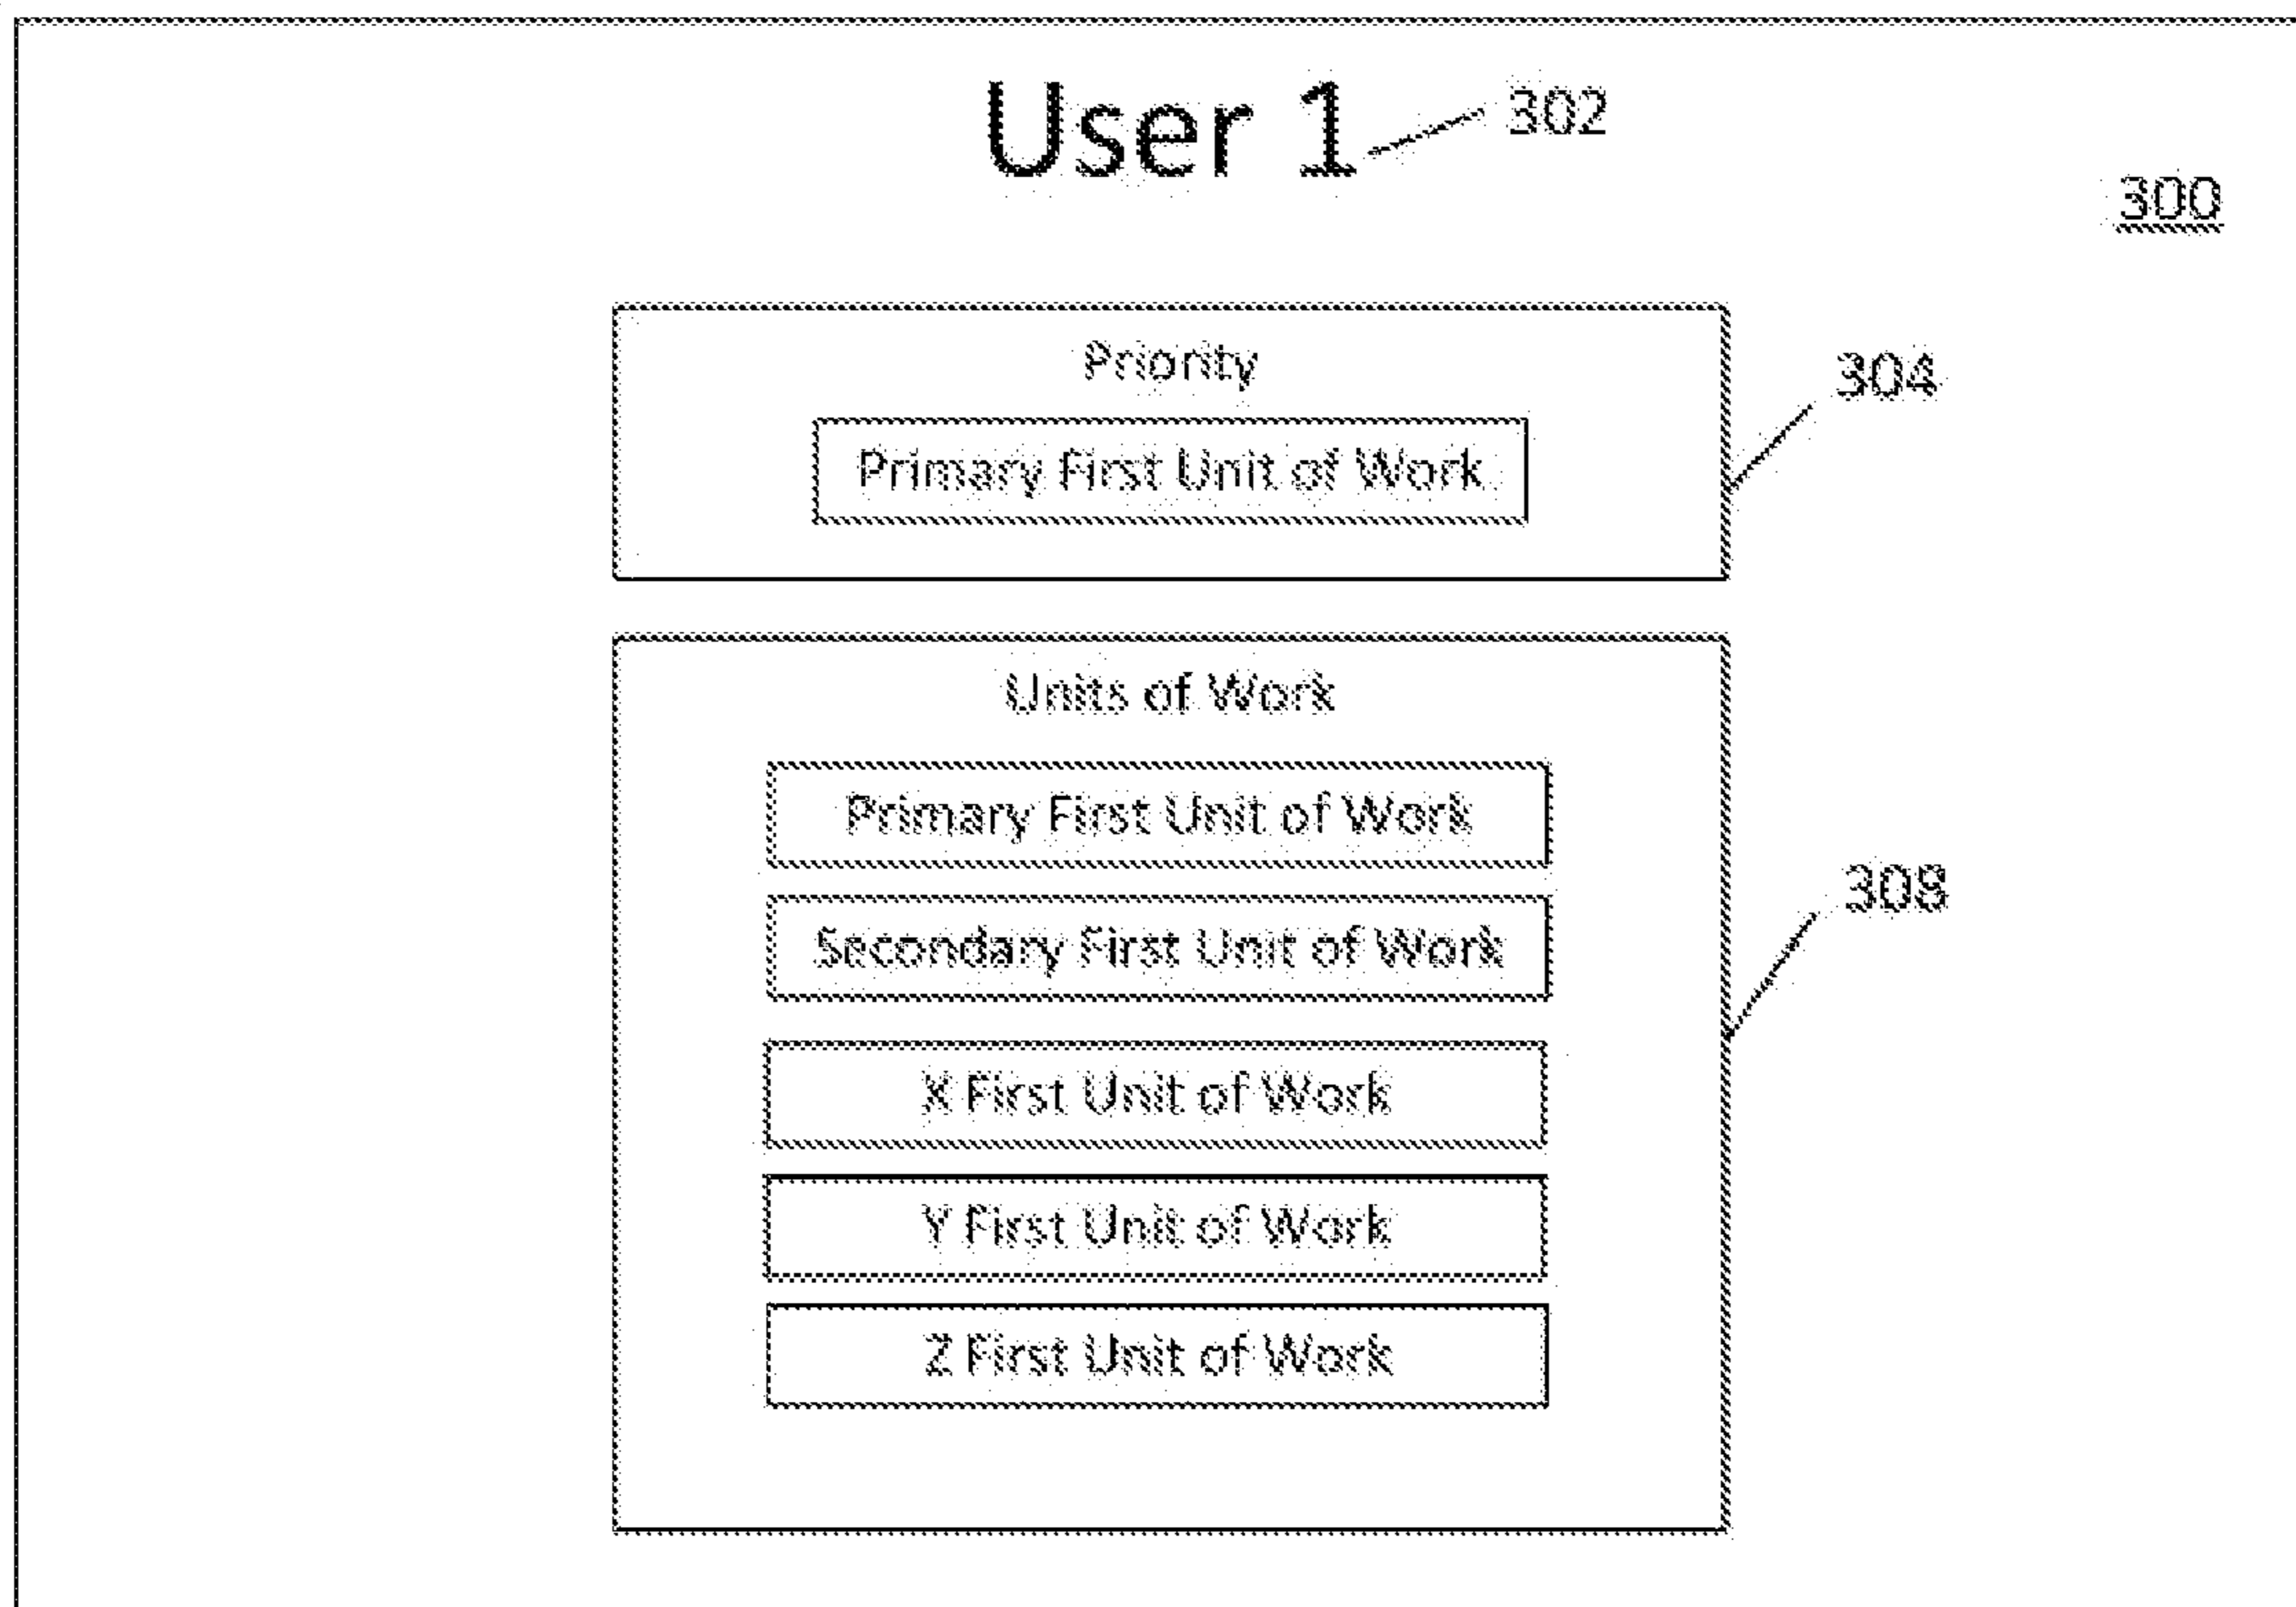 User 1 302
300
Priority
304
Primary First Unit of Work
Units of Work
Primary First Unit of Work
308
Secondary First Unit of Work
X First Unit of Work
Y First Unit of Work
Z First Unit of Work